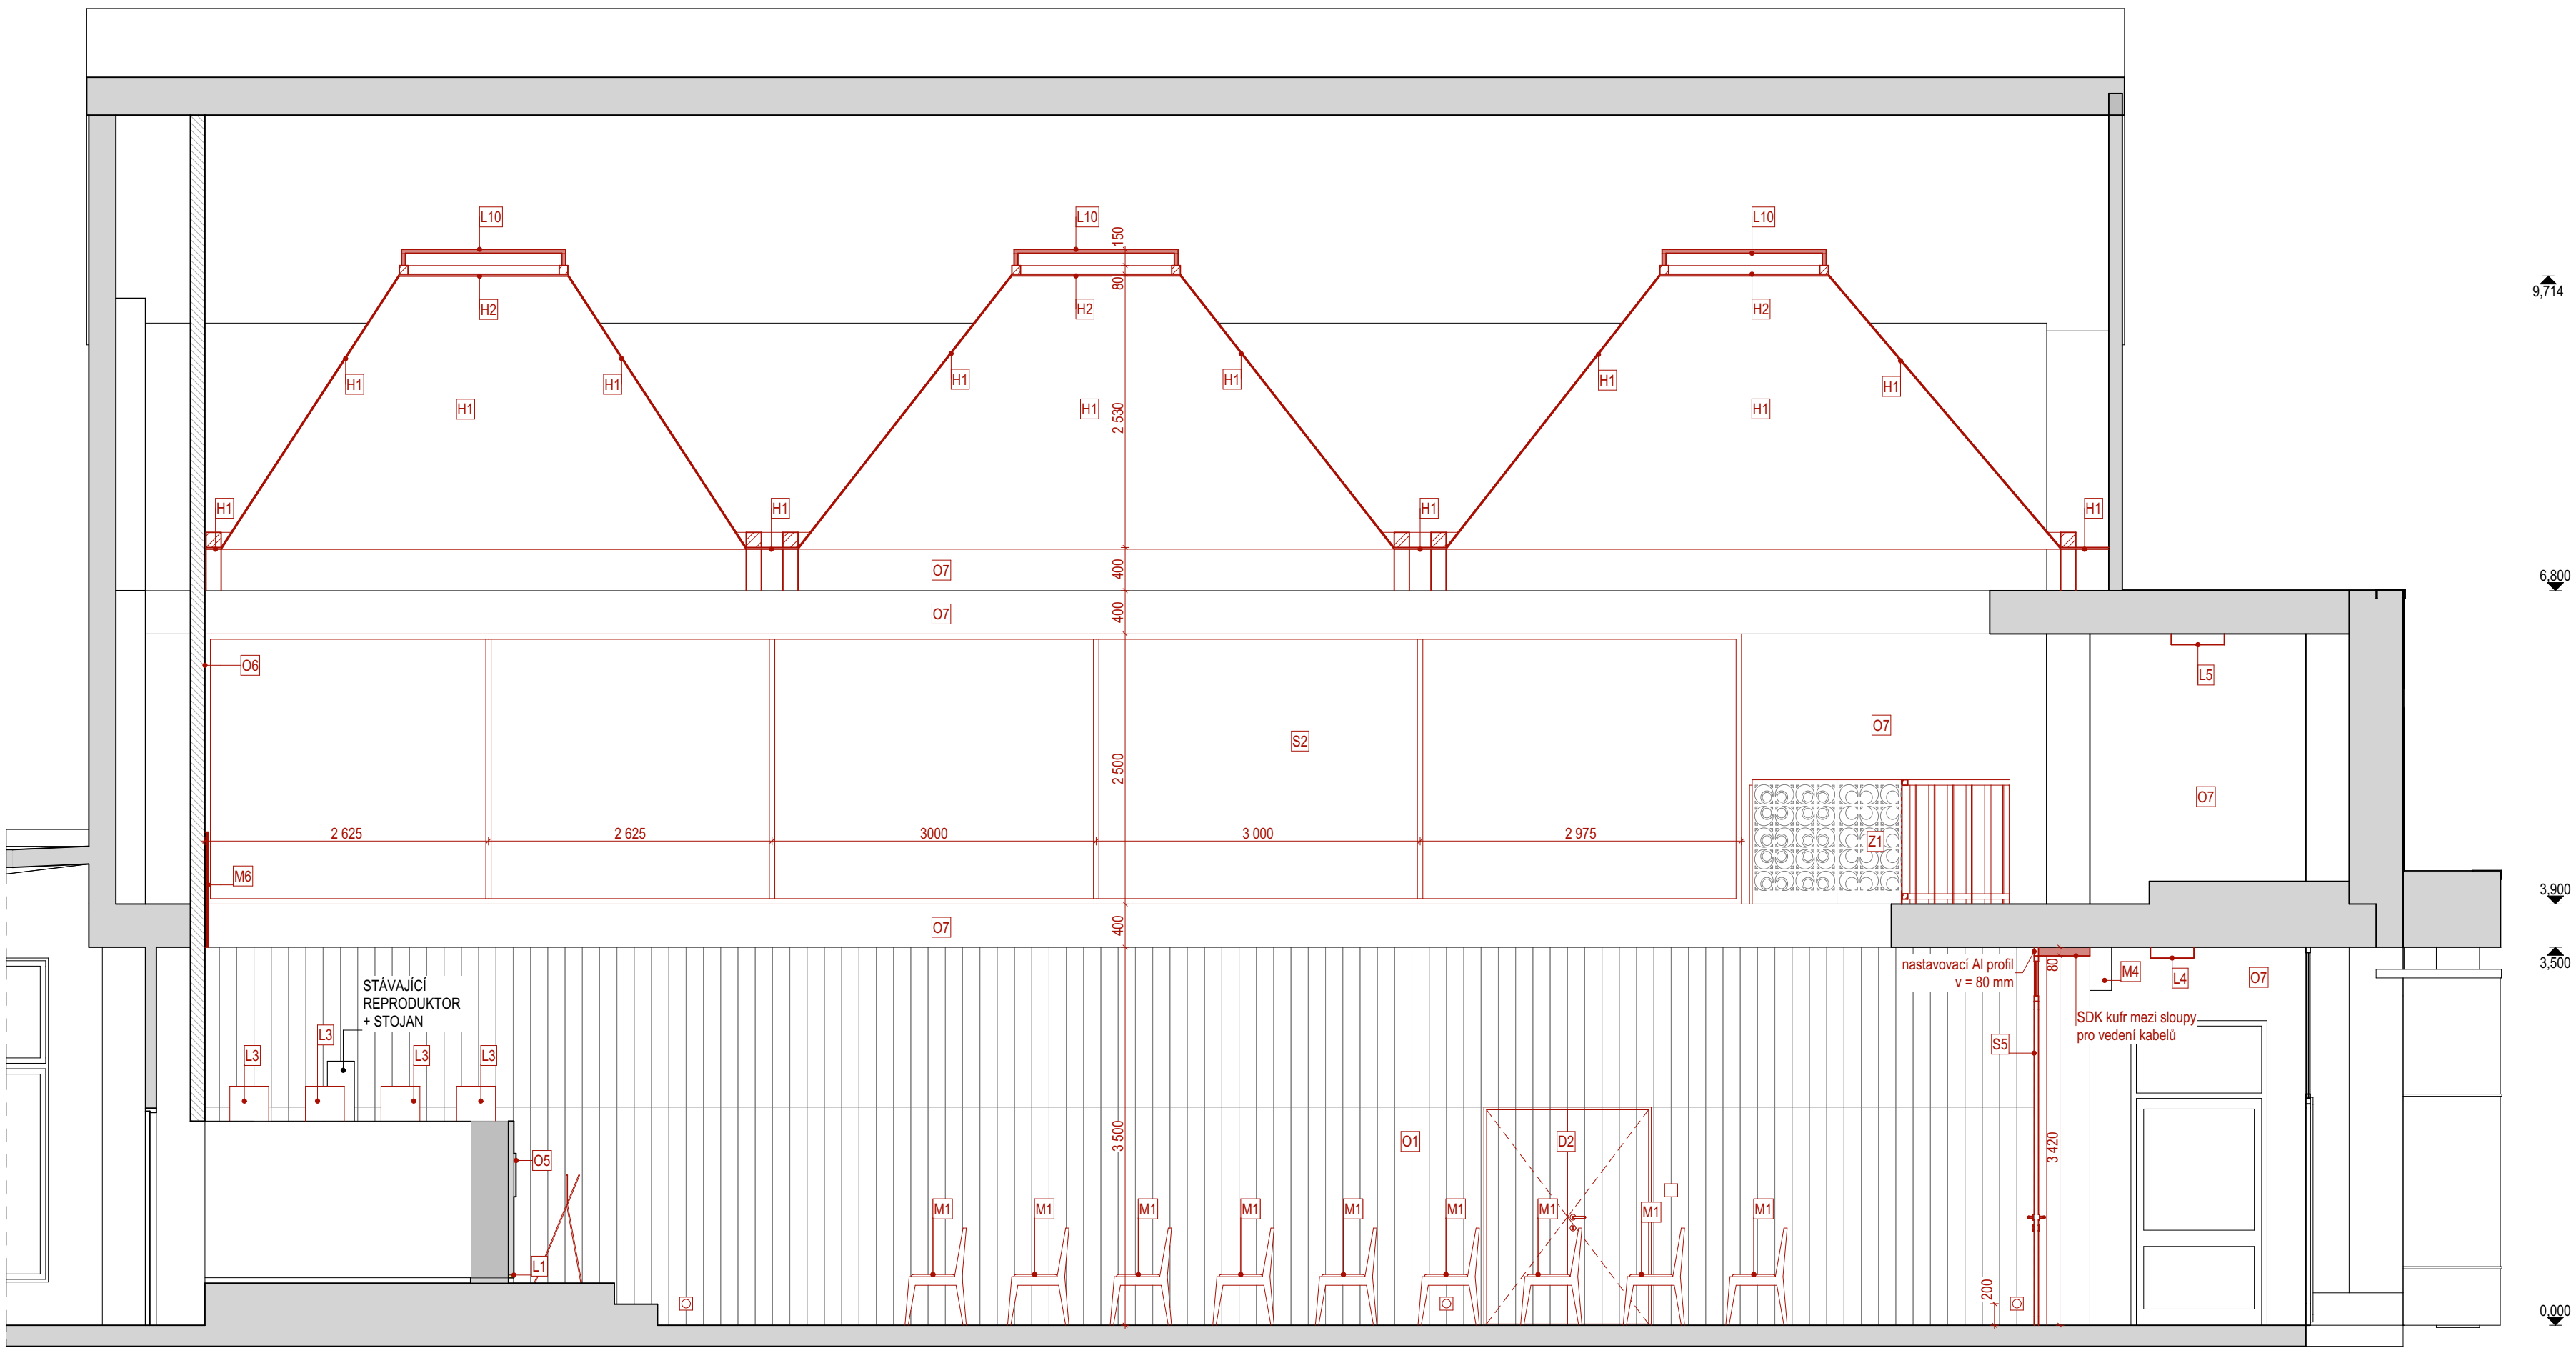 L10
L10
L10
150
80
H2
H2
H2
9,714
H1
H1
H1
H1
H1
H1
H1
H1
H1
2 530
H1
H1
H1
H1
O7
400
6,800
O7
400
O6
L5
S2
O7
2 500
O7
2 625
2 625
3000
3 000
2 975
Z1
M6
3,900
O7
400
nastavovací Al profil
v = 80 mm
80
M4
L4
O7
3,500
STÁVAJÍCÍ
REPRODUKTOR
+ STOJAN
SDK kufr mezi sloupy
pro vedení kabelů
L3
L3
L3
L3
S5
3 500
O1
D2
3 420
O5
M1
M1
M1
M1
M1
M1
M1
M1
M1
L1
200
0,000